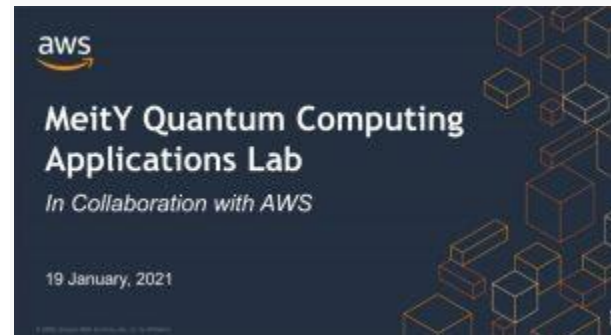 aws
MeitY Quantum Computing
Applications Lab
In Collaboration with AWS
19 January, 2021